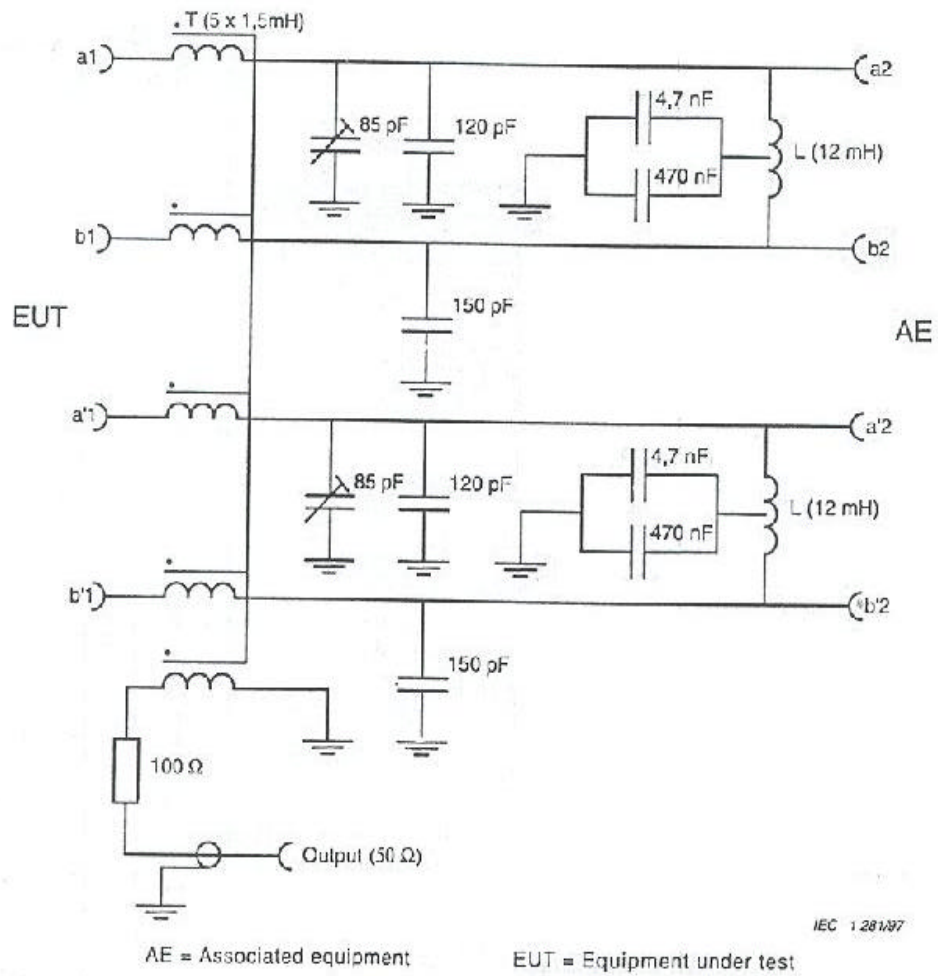 T (5 x 1,5mH)
a1
a2
85 pF
120 pF
4,7 nF
470 nF
L (12 mH)
b1
b2
150 pF
EUT
AE
a'1
a'2
85 pF
120 pF
4,7 nF
470 nF
L (12 mH)
b'1
b'2
150 pF
100 Ω
Output (50 Ω)
IEC 1 281/97
AE = Associated equipment
EUT = Equipment under test